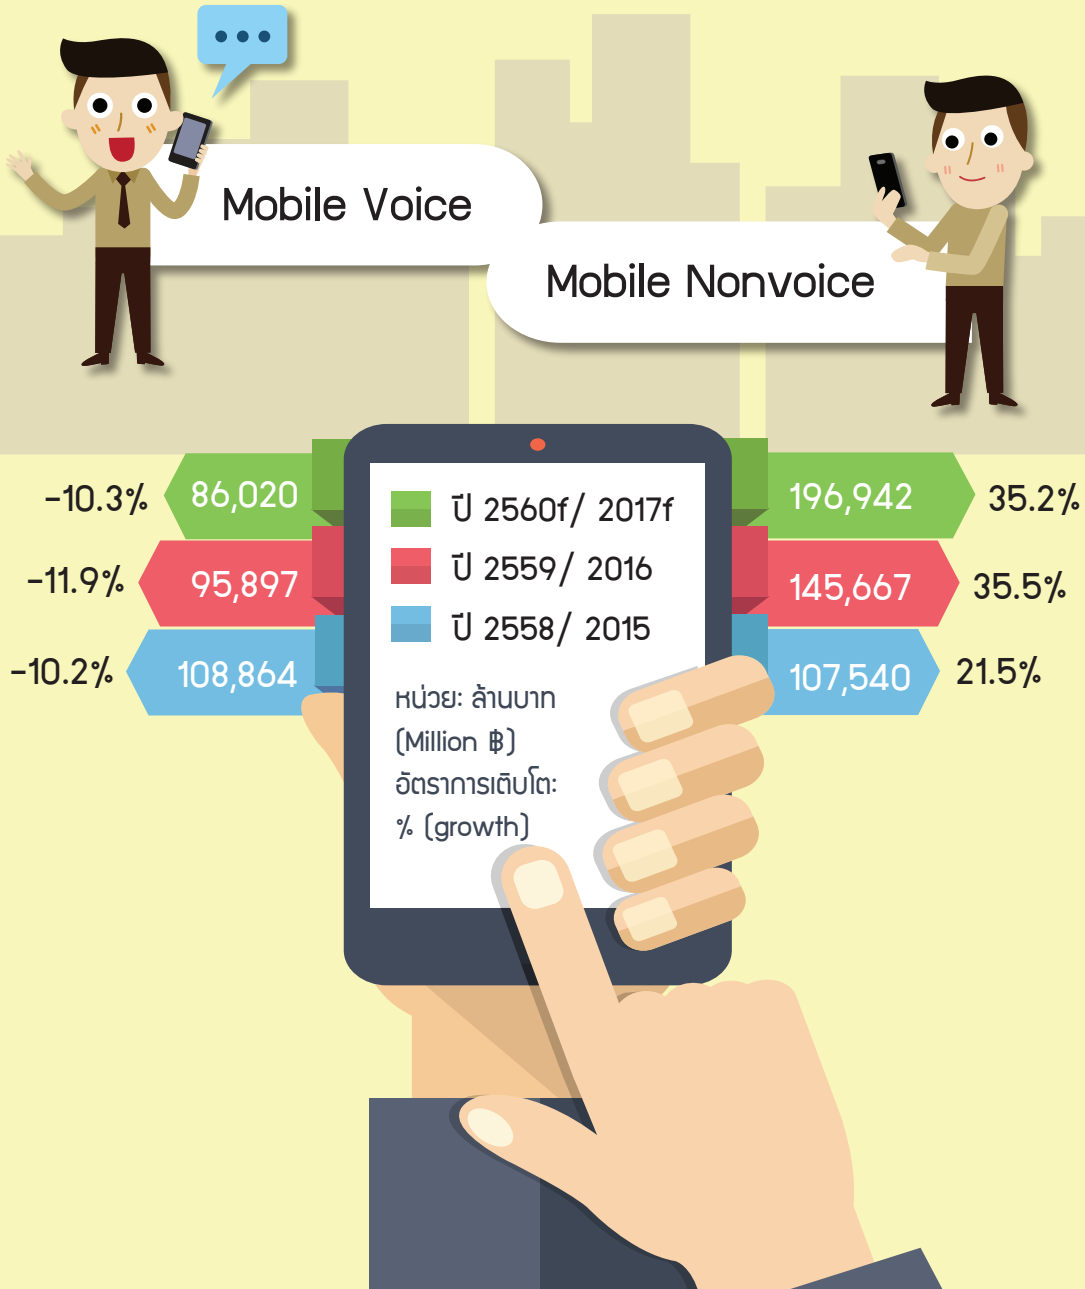 Mobile Voice
Mobile Nonvoice
-10.3%
86,020
-11.9%
95,897
-10.2%
108,864
ปี 2560f/ 2017f
ปี 2559/ 2016
ปี 2558/ 2015
หน่วย: ล้านบาท
(Million ฿)
อัตราการเติบโต:
% (growth)
196,942
35.2%
145,667
35.5%
107,540
21.5%